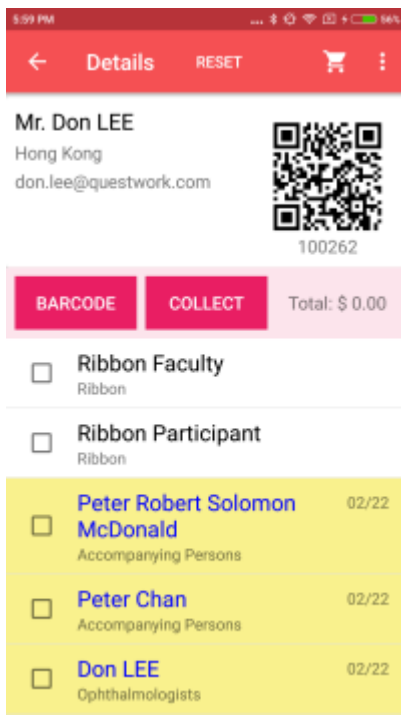 5:59 PM ... 56%
Details RESET
Mr. Don LEE
Hong Kong
don.lee@questwork.com
100262
BARCODE COLLECT Total: $ 0.00
Ribbon Faculty
Ribbon
Ribbon Participant
Ribbon
Peter Robert Solomon 02/22
McDonald
Accompanying Persons
Peter Chan 02/22
Accompanying Persons
Don LEE 02/22
Ophthalmologists